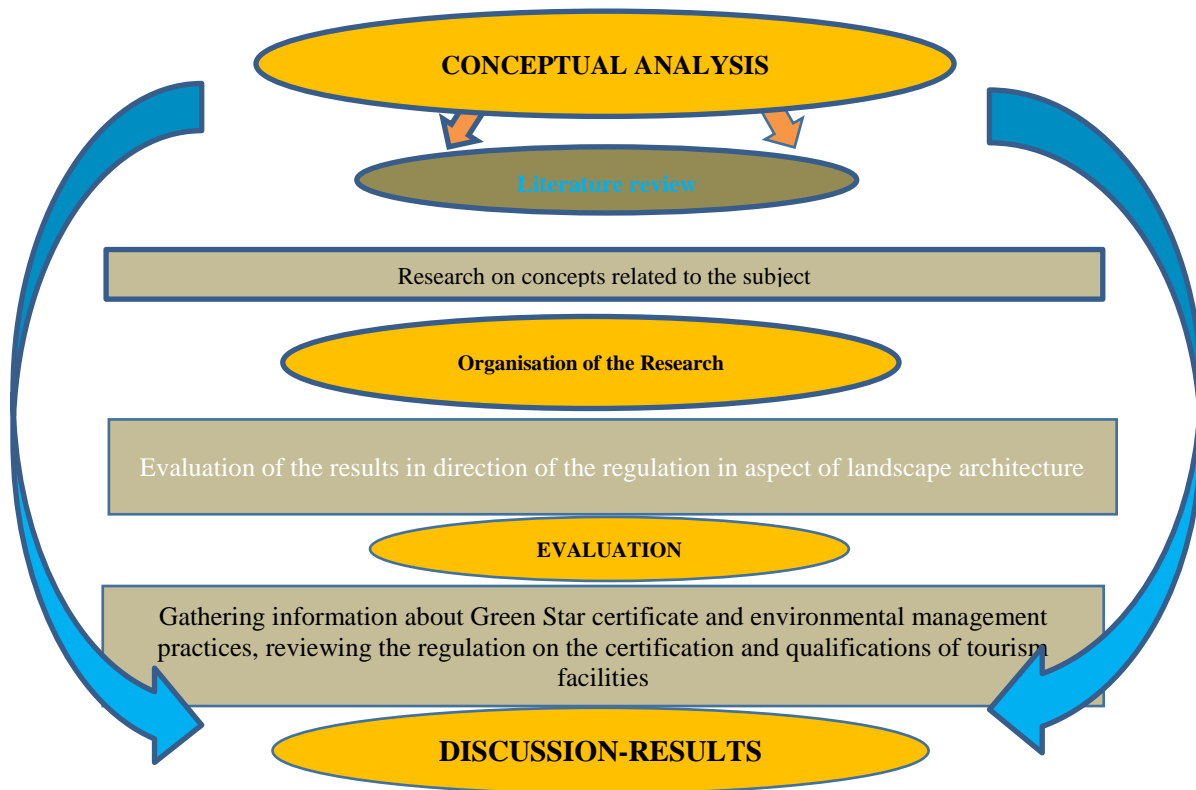 CONCEPTUAL ANALYSIS
Literature review
Research on concepts related to the subject
Organisation of the Research
Evaluation of the results in direction of the regulation in aspect of landscape architecture
EVALUATION
Gathering information about Green Star certificate and environmental management
practices, reviewing the regulation on the certification and qualifications of tourism
facilities
DISCUSSION-RESULTS